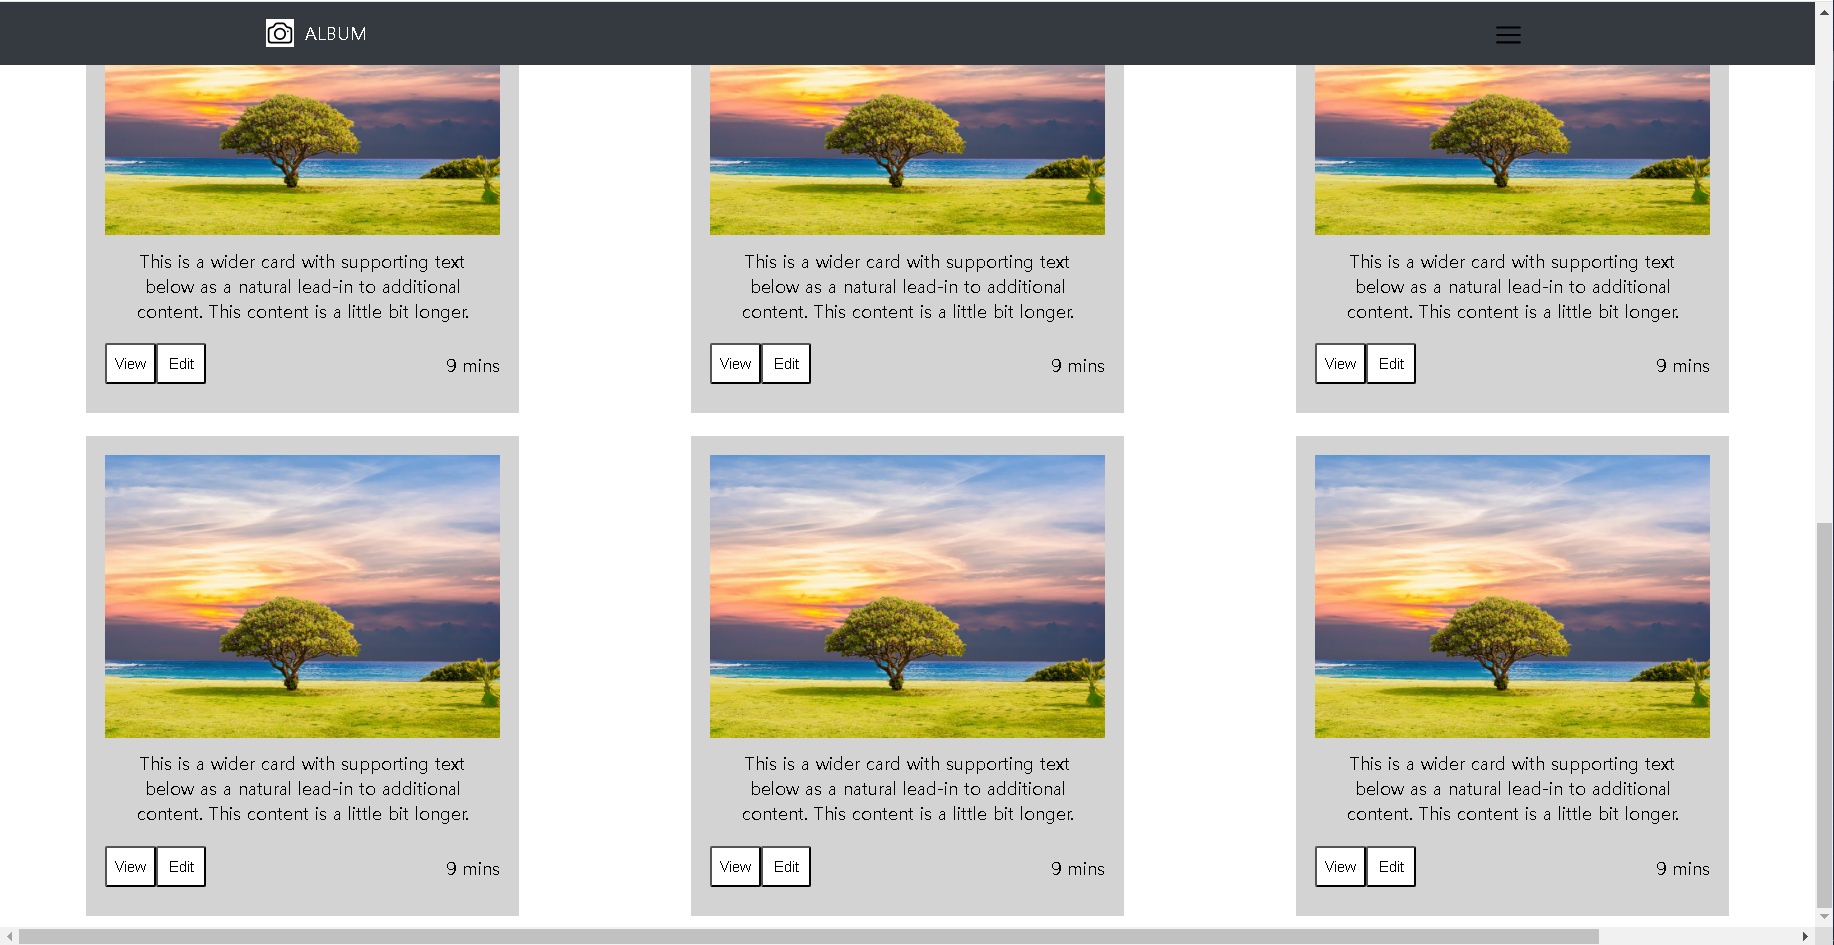 ALBUM
This is a wider card with supporting text
below as a natural lead-in to additional
content. This content is a little bit longer.
View Edit 9 mins
This is a wider card with supporting text
below as a natural lead-in to additional
content. This content is a little bit longer.
View Edit 9 mins
This is a wider card with supporting text
below as a natural lead-in to additional
content. This content is a little bit longer.
View Edit 9 mins
This is a wider card with supporting text
below as a natural lead-in to additional
content. This content is a little bit longer.
View Edit 9 mins
This is a wider card with supporting text
below as a natural lead-in to additional
content. This content is a little bit longer.
View Edit 9 mins
This is a wider card with supporting text
below as a natural lead-in to additional
content. This content is a little bit longer.
View Edit 9 mins